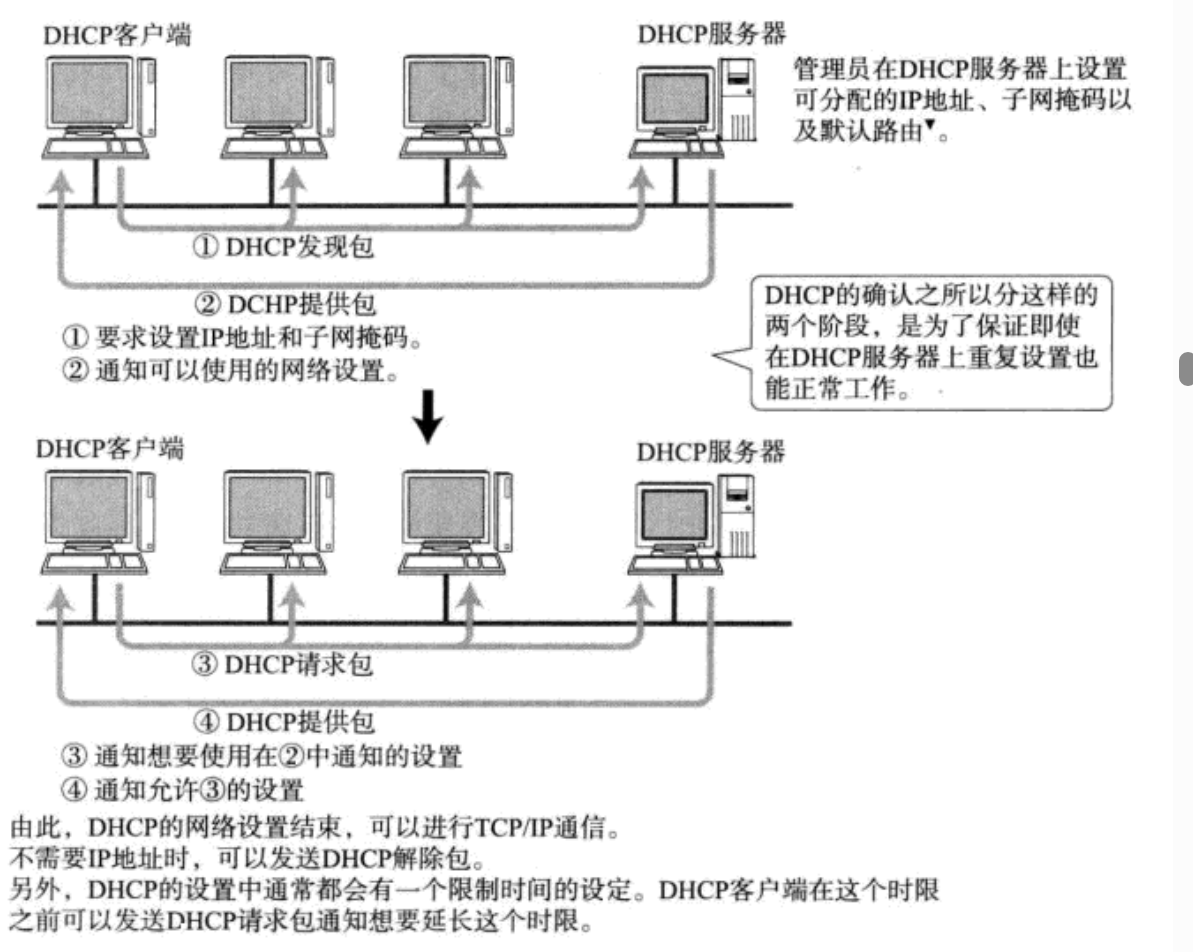 DHCP客户端
DHCP服务器
管理员在DHCP服务器上设置
可分配的IP地址、子网掩码以
及默认路由▼。
① DHCP发现包
② DCHP提供包
① 要求设置IP地址和子网掩码。
② 通知可以使用的网络设置。
DHCP的确认之所以分这样的
两个阶段，是为了保证即使
在DHCP服务器上重复设置也
能正常工作。
DHCP客户端
DHCP服务器
③ DHCP请求包
④ DHCP提供包
③ 通知想要使用在②中通知的设置
④ 通知允许③的设置
由此，DHCP的网络设置结束，可以进行TCP/IP通信。
不需要IP地址时，可以发送DHCP解除包。
另外，DHCP的设置中通常都会有一个限制时间的设定。DHCP客户端在这个时限
之前可以发送DHCP请求包通知想要延长这个时限。